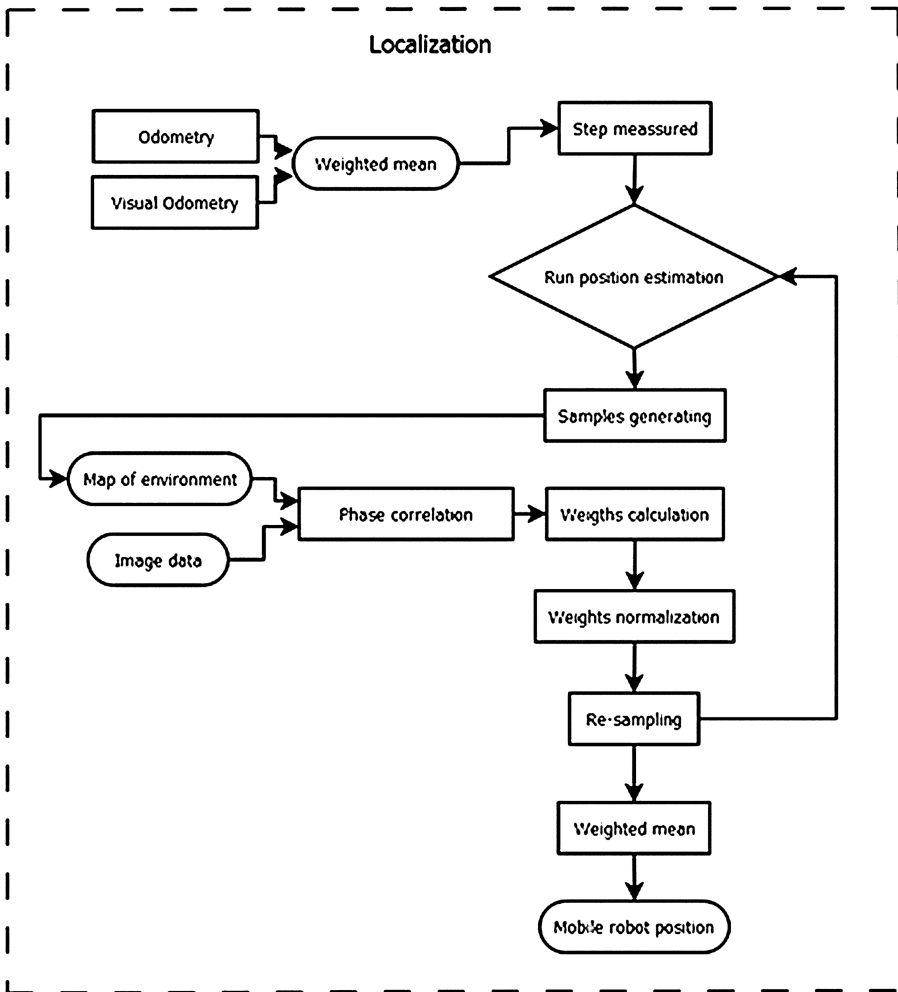 Localization
Odometry
Visual Odometry
Weighted mean
Step meassured
Run position estimation
Samples generating
Map of environment
Image data
Phase correlation
Weigths calculation
Weights normalization
Re-sampling
Weighted mean
Mobile robot position